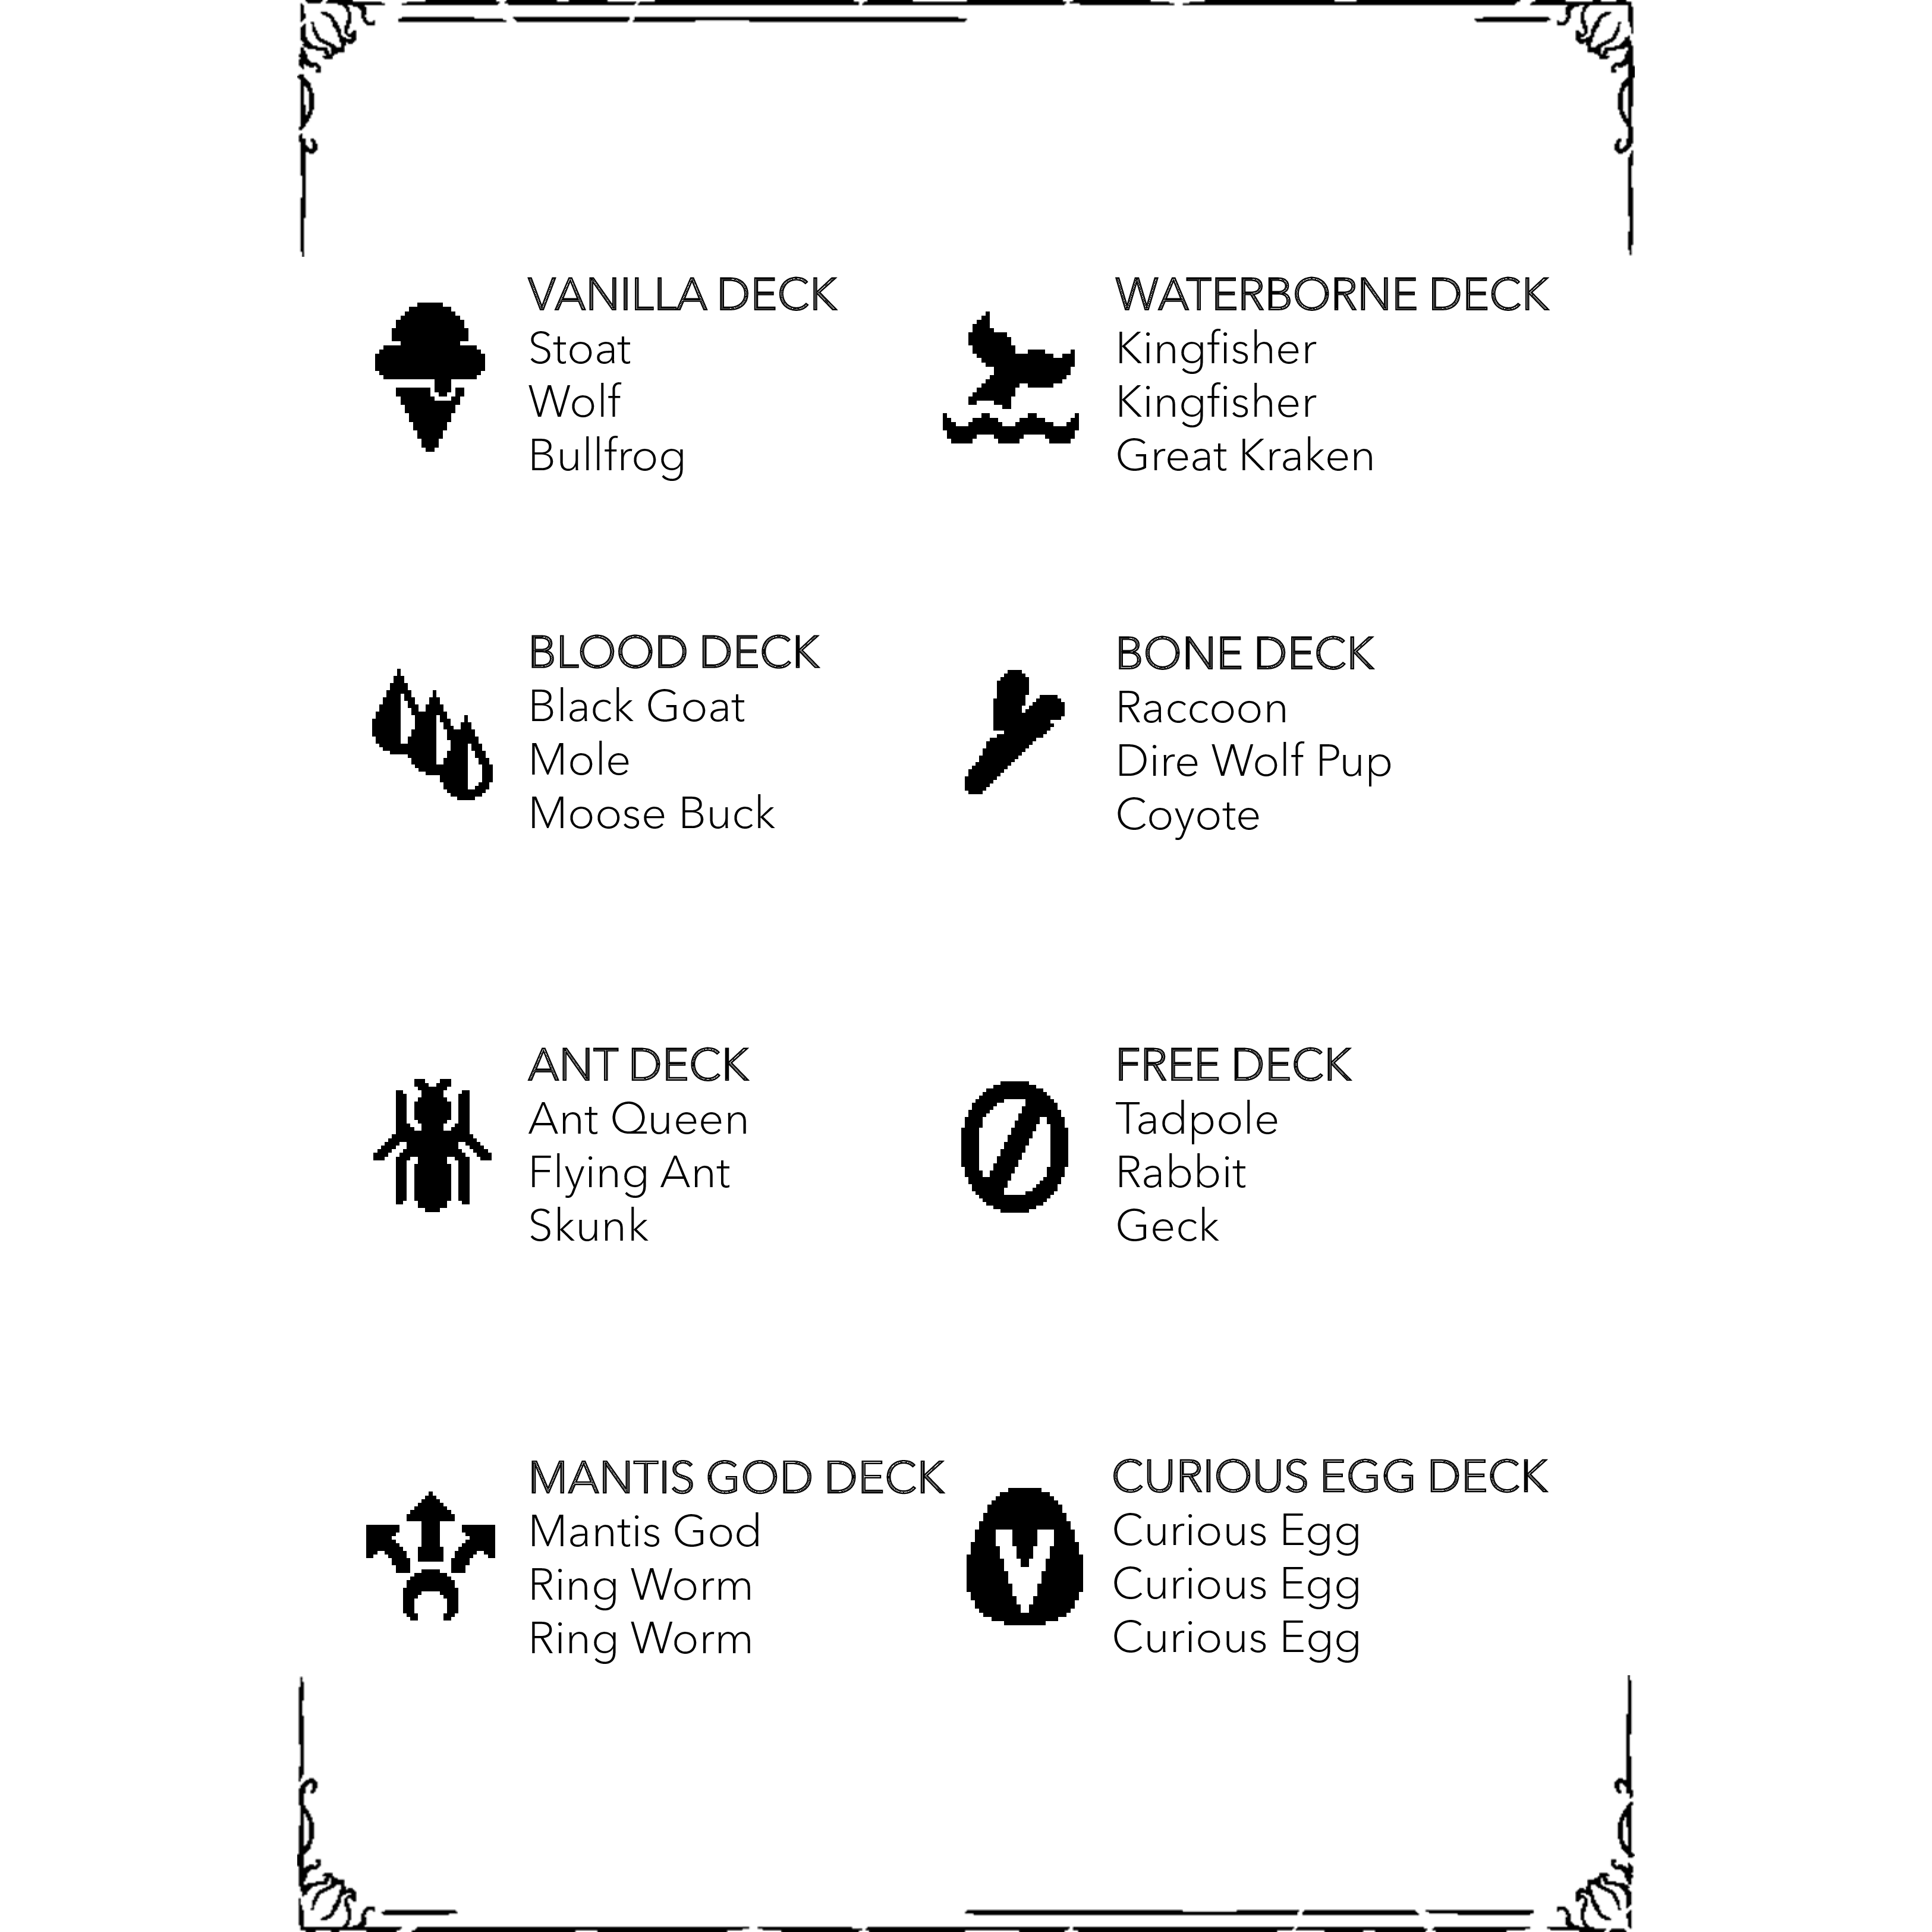 VANILLA DECK
Stoat
Wolf
Bullfrog
WATERBORNE DECK
Kingfisher
Kingfisher
Great Kraken
BLOOD DECK
Black Goat
Mole
Moose Buck
BONE DECK
Raccoon
Dire Wolf Pup
Coyote
ANT DECK
Ant Queen
Flying Ant
Skunk
FREE DECK
Tadpole
Rabbit
Geck
MANTIS GOD DECK
Mantis God
Ring Worm
Ring Worm
CURIOUS EGG DECK
Curious Egg
Curious Egg
Curious Egg